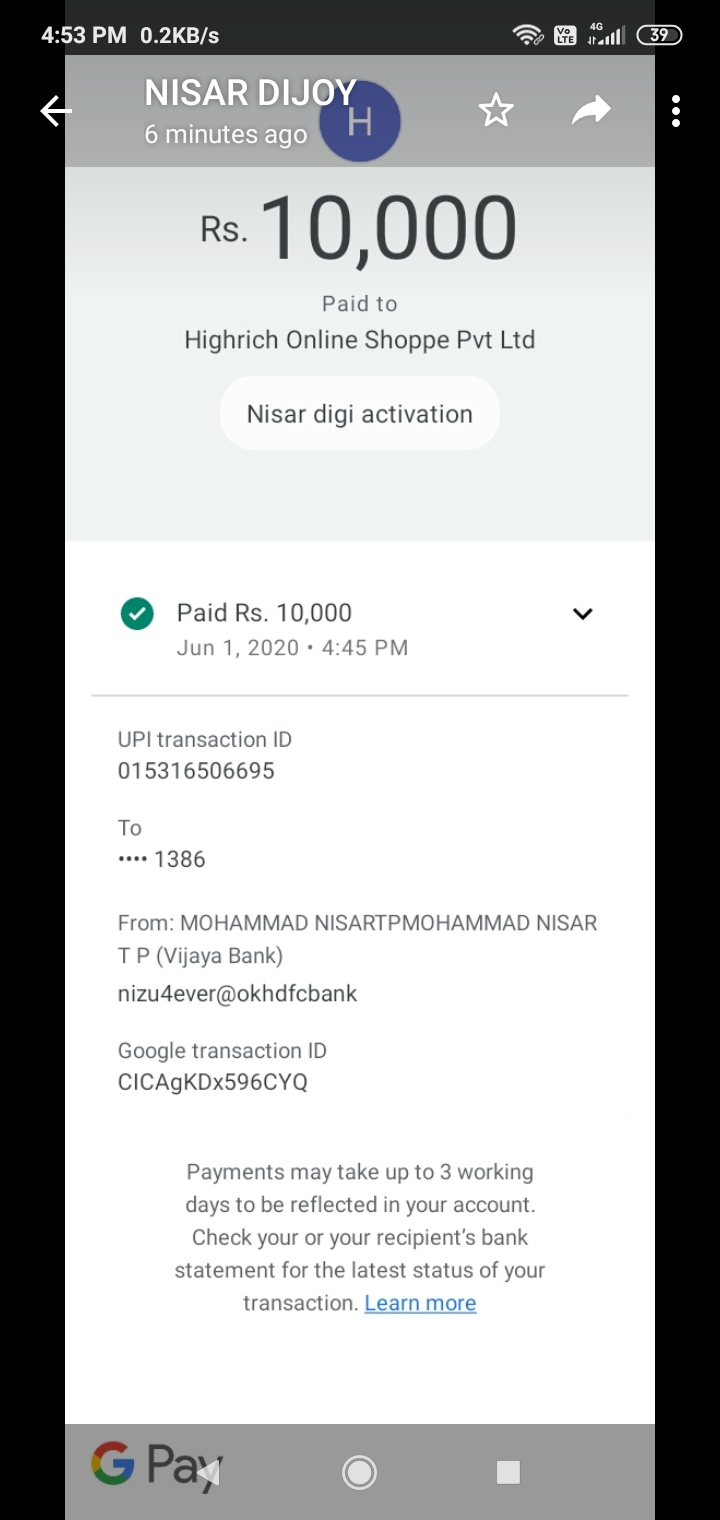 4:53 PM 0.2KB/s
Vo LTE
4G
39
NISAR DIJOY
6 minutes ago
H
Rs. 10,000
Paid to
Highrich Online Shoppe Pvt Ltd
Nisar digi activation
Paid Rs. 10,000
Jun 1, 2020 • 4:45 PM
UPI transaction ID
015316506695
To
•••• 1386
From: MOHAMMAD NISARTPMOHAMMAD NISAR
T P (Vijaya Bank)
nizu4ever@okhdfcbank
Google transaction ID
CICAgKDx596CYQ
Payments may take up to 3 working
days to be reflected in your account.
Check your or your recipient's bank
statement for the latest status of your
transaction. Learn more
G Pay